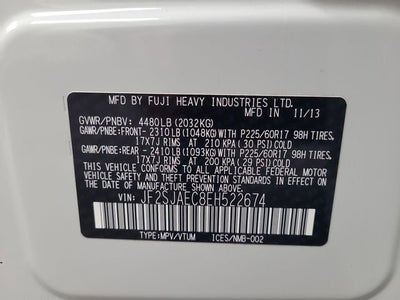 MFD BY FUJI HEAVY INDUSTRIES LTD.
IN 11/13
GVWR/PNBV: 4480LB (2032KG)
GAWR/PNBE: FRONT- 2310LB (1048KG) WITH P225/60R17 98H TIRES,
17X7J RIMS AT 210 KPA (30 PSI) COLD
GAWR/PNBE: REAR- 2410LB (1093KG) WITH P225/60R17 98H TIRES,
17X7J RIMS AT 200 KPA (29 PSI) COLD
THIS VEHICLE CONFORMS TO ALL APPLICABLE FEDERAL MOTOR
VEHICLE SAFETY AND THEFT PREVENTION STANDARDS IN
EFFECT ON THE DATE OF MANUFACTURE SHOWN ABOVE.
VIN: JF2SJAEC8EH522674
TYPE:MPV/VTUM ICES/NMB-002